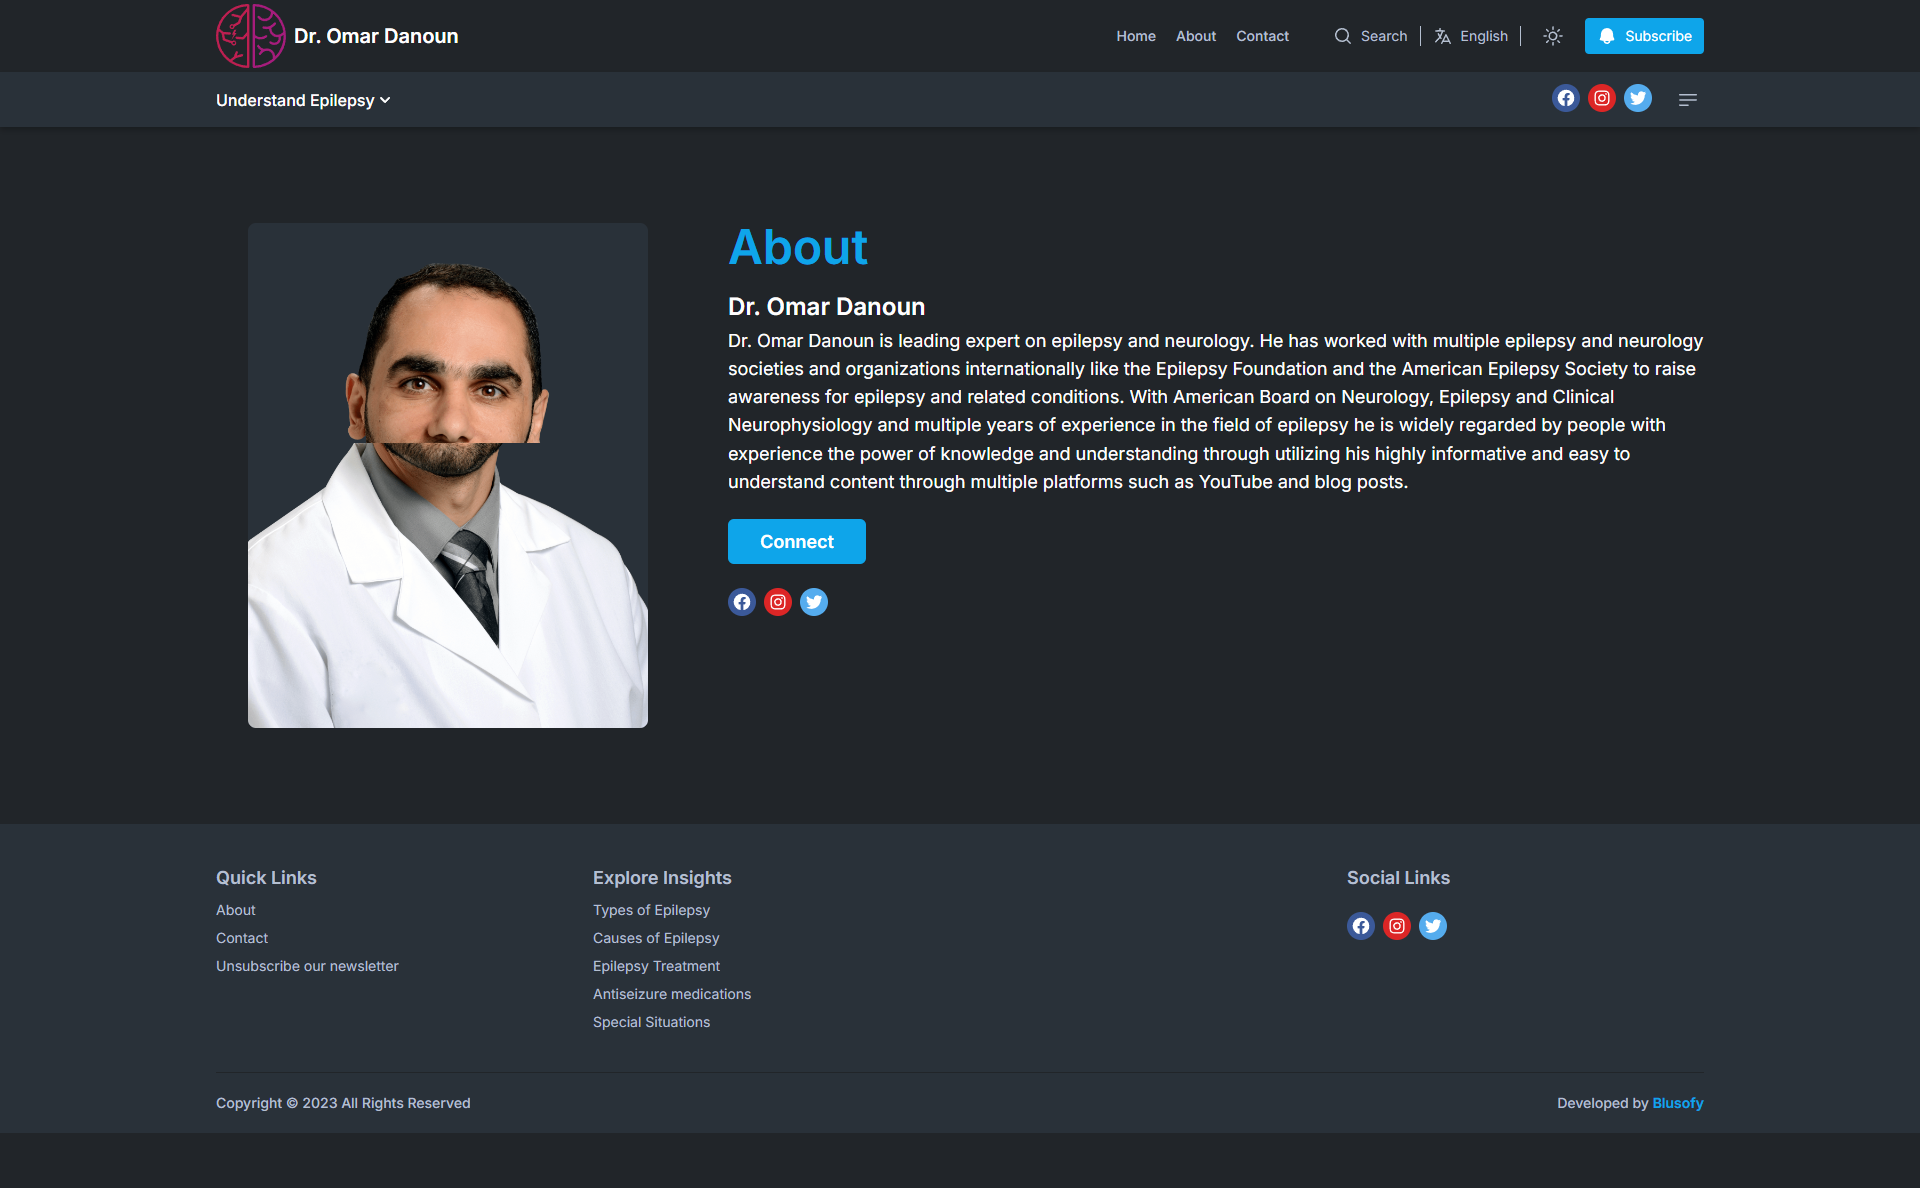 Dr. Omar Danoun
Home About Contact Search English Subscribe
Understand Epilepsy
About
Dr. Omar Danoun
Dr. Omar Danoun is leading expert on epilepsy and neurology. He has worked with multiple epilepsy and neurology
societies and organizations internationally like the Epilepsy Foundation and the American Epilepsy Society to raise
awareness for epilepsy and related conditions. With American Board on Neurology, Epilepsy and Clinical
Neurophysiology and multiple years of experience in the field of epilepsy he is widely regarded by people with
experience the power of knowledge and understanding through utilizing his highly informative and easy to
understand content through multiple platforms such as YouTube and blog posts.
Connect
Quick Links
About
Contact
Unsubscribe our newsletter
Explore Insights
Types of Epilepsy
Causes of Epilepsy
Epilepsy Treatment
Antiseizure medications
Special Situations
Social Links
Copyright © 2023 All Rights Reserved
Developed by Blusofy